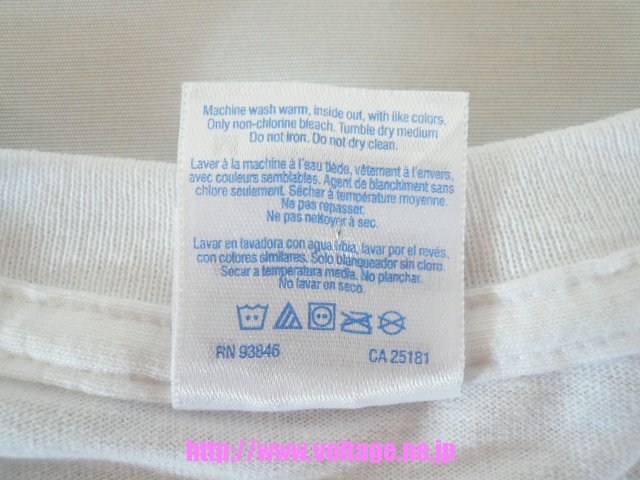 Machine wash warm, inside out, with like colors.
Only non-chlorine bleach. Tumble dry medium
Do not iron. Do not dry clean.
Laver à la machine à l'eau tiède, vêtement à l'envers,
avec couleurs semblables. Agent de blanchiment sans
chlore seulement. Sécher à température moyenne.
Ne pas repasser.
Ne pas nettoyer à sec.
Lavar en lavadora con agua tibia, lavar por el revés,
con colores similares. Solo blanqueador sin cloro.
Secar a temperatura media. No planchar.
No lavar en seco.
RN 93846 CA 25181
http://www.voltage.ne.jp